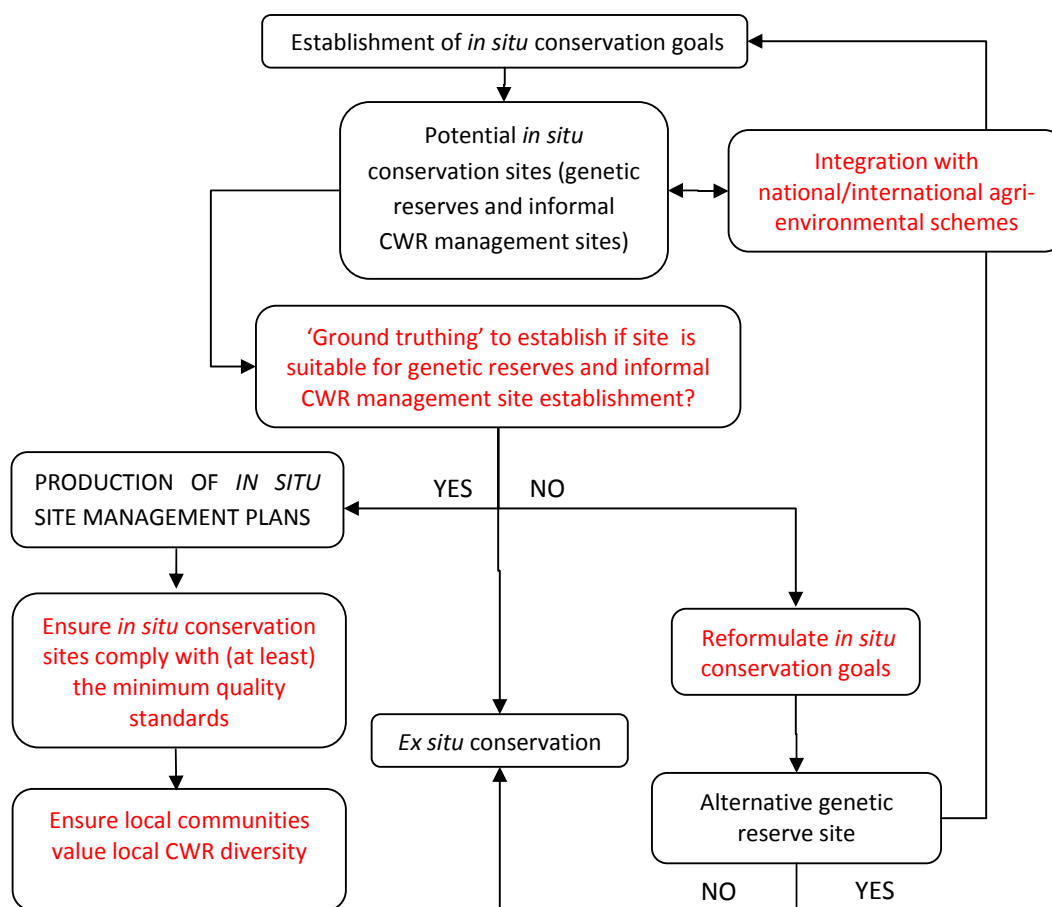 Establishment of in situ conservation goals
Potential in situ
conservation sites (genetic
reserves and informal
CWR management sites)
Integration with
national/international agri-
environmental schemes
‘Ground truthing’ to establish if site is
suitable for genetic reserves and informal
CWR management site establishment?
YES NO
PRODUCTION OF IN SITU
SITE MANAGEMENT PLANS
Ensure in situ conservation
sites comply with (at least)
the minimum quality
standards
Reformulate in situ
conservation goals
Ex situ conservation
Ensure local communities
value local CWR diversity
Alternative genetic
reserve site
NO YES